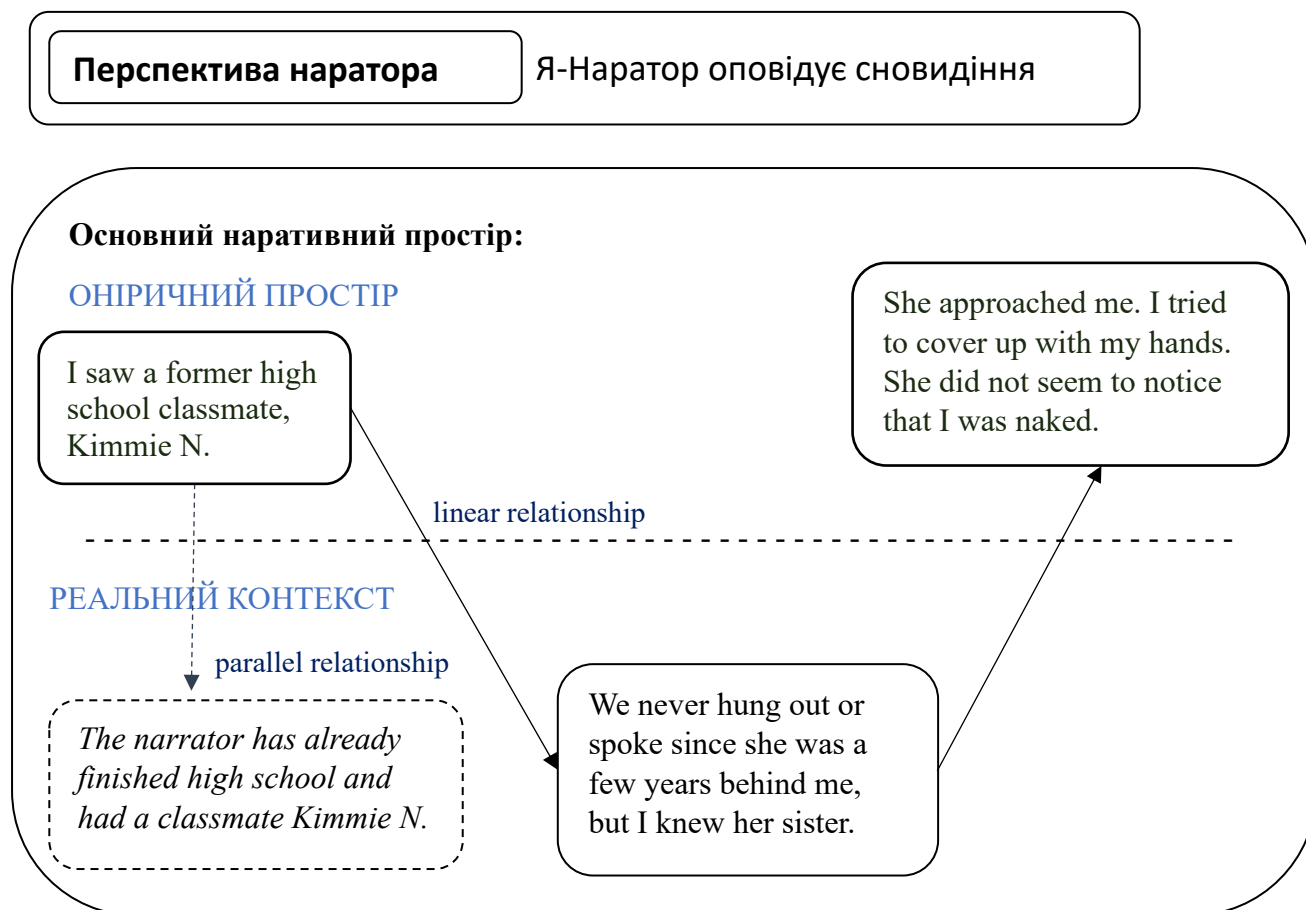 Перспектива наратора
Я-Наратор оповідує сновидіння
Основний наративний простір:
ОНІРИЧНИЙ ПРОСТІР
I saw a former high
school classmate,
Kimmie N.
She approached me. I tried
to cover up with my hands.
She did not seem to notice
that I was naked.
linear relationship
РЕАЛЬНИЙ КОНТЕКСТ
parallel relationship
The narrator has already
finished high school and
had a classmate Kimmie N.
We never hung out or
spoke since she was a
few years behind me,
but I knew her sister.